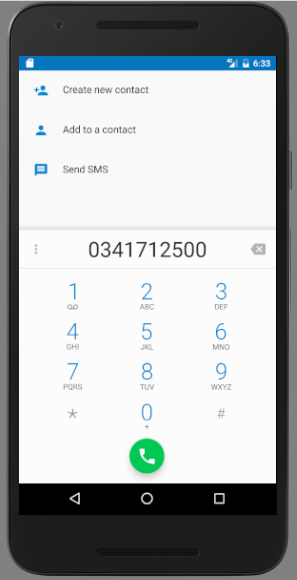 6:33
Create new contact
Add to a contact
Send SMS
0341712500
1 2 3
ABC DEF
4 5 6
GHI JKL MNO
7 8 9
PQRS TUV WXYZ
* 0 #
+